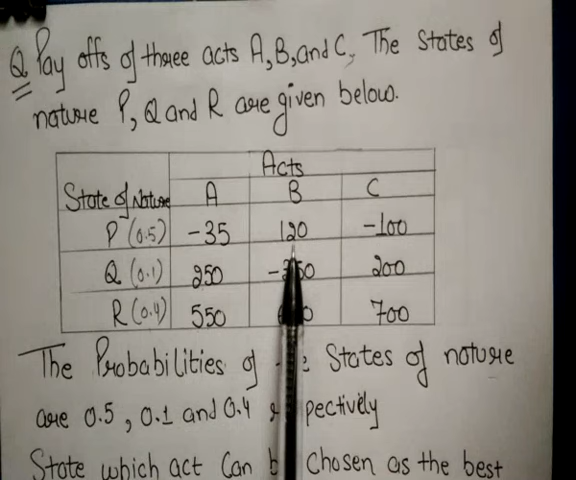 Q Pay offs of three acts A, B, and C, The States of
nature P, Q and R are given below.
Acts
State of Nature A B C
P (0.5) -35 120 -100
Q (0.1) 250 200
R (0.4) 550 700
The Probabilities of States of nature
are 0.5, 0.1 and 0.4
State which act Can Chosen as the best